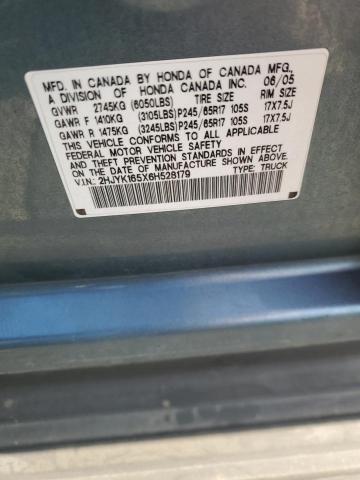 MFD. IN CANADA BY HONDA OF CANADA MFG.,
A DIVISION OF HONDA CANADA INC. 06/05
GVWR 2745KG (6050LBS) TIRE SIZE RIM SIZE
GAWR F 1410KG (3105LBS) P245/65R17 105S 17X7.5J
GAWR R 1475KG (3245LBS) P245/65R17 105S 17X7.5J
THIS VEHICLE CONFORMS TO ALL APPLICABLE
FEDERAL MOTOR VEHICLE SAFETY
STANDARDS IN EFFECT ON THE DATE OF
MANUFACTURE SHOWN ABOVE.
V.I.N.: 2HJYK165X6H528179 TYPE: TRUCK